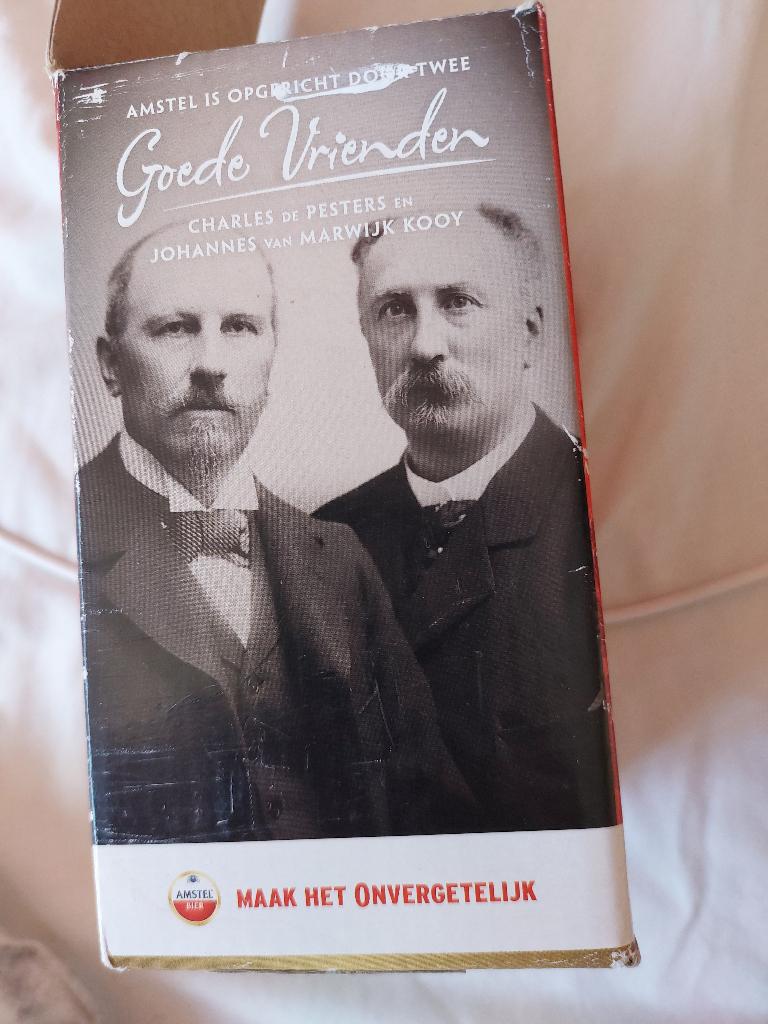 AMSTEL IS OPGERICHT DOOR TWEE
Goede Vrienden
CHARLES DE PESTERS EN
JOHANNES VAN MARWIJK KOOY
AMSTEL
BIER
MAAK HET ONVERGETELIJK